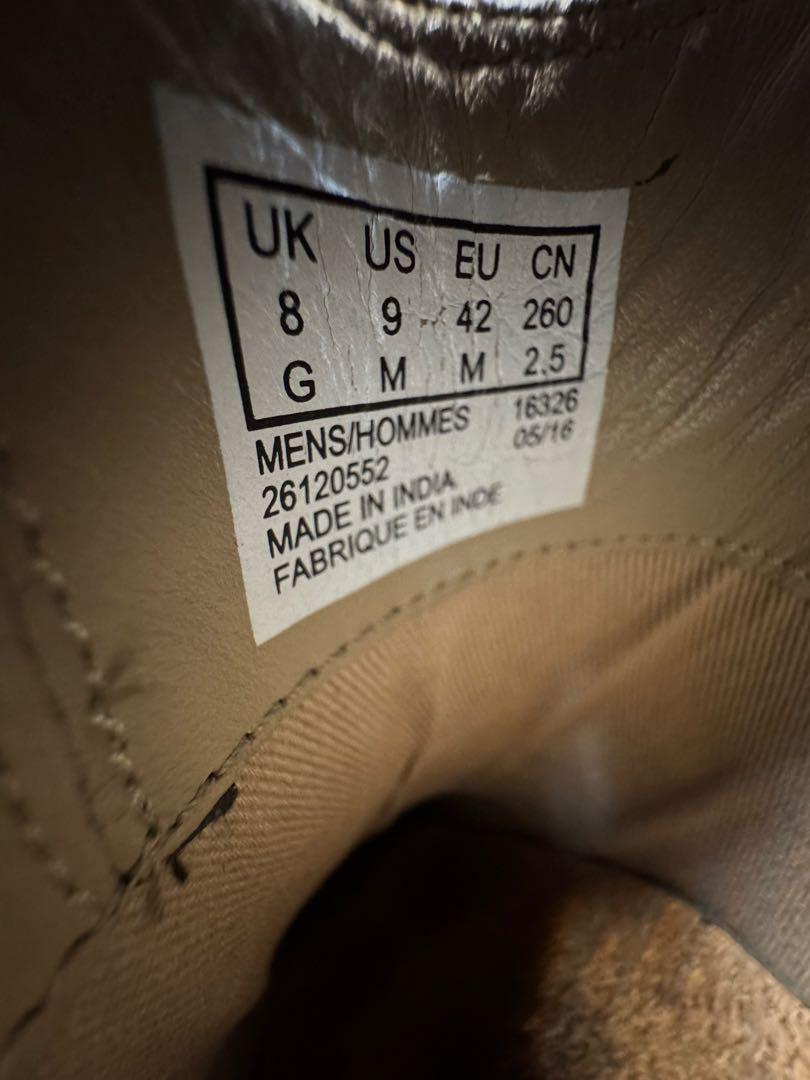 UK US EU CN
8 9 42 260
G M M 2.5
MENS/HOMMES 16326
26120552 05/16
MADE IN INDIA
FABRIQUE EN INDE